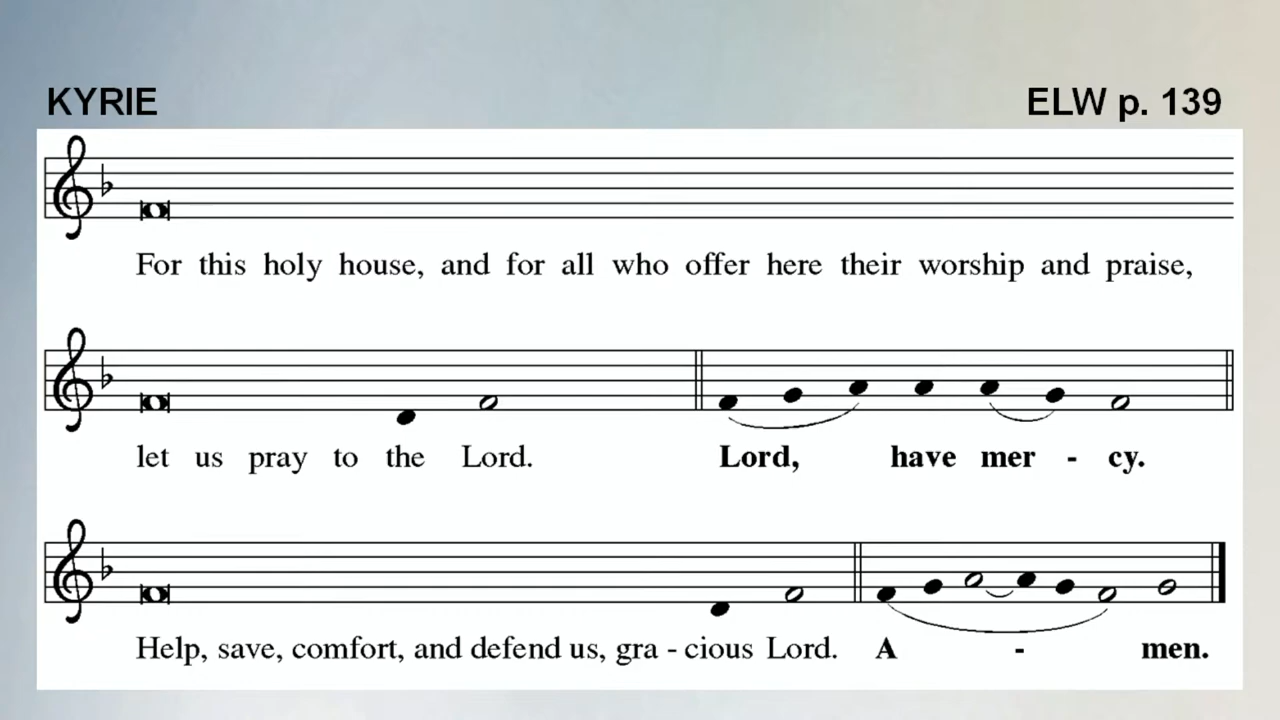 KYRIE ELW p. 139
For this holy house, and for all who offer here their worship and praise,
let us pray to the Lord. Lord, have mer - cy.
Help, save, comfort, and defend us, gra - cious Lord. A - men.